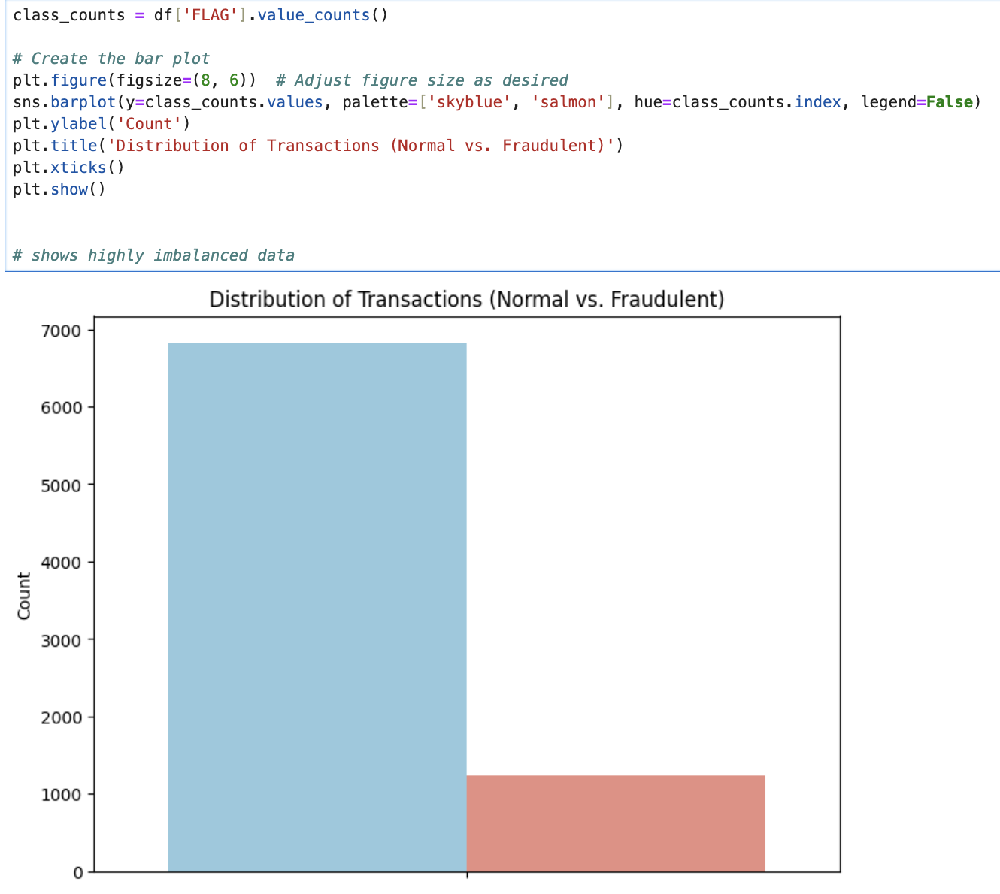 class_counts = df['FLAG'].value_counts()
# Create the bar plot
plt.figure(figsize=(8, 6))  # Adjust figure size as desired
sns.barplot(y=class_counts.values, palette=['skyblue', 'salmon'], hue=class_counts.index, legend=False)
plt.ylabel('Count')
plt.title('Distribution of Transactions (Normal vs. Fraudulent)')
plt.xticks()
plt.show()
# shows highly imbalanced data
Distribution of Transactions (Normal vs. Fraudulent)
7000
6000
5000
4000
3000
2000
1000
0
Count